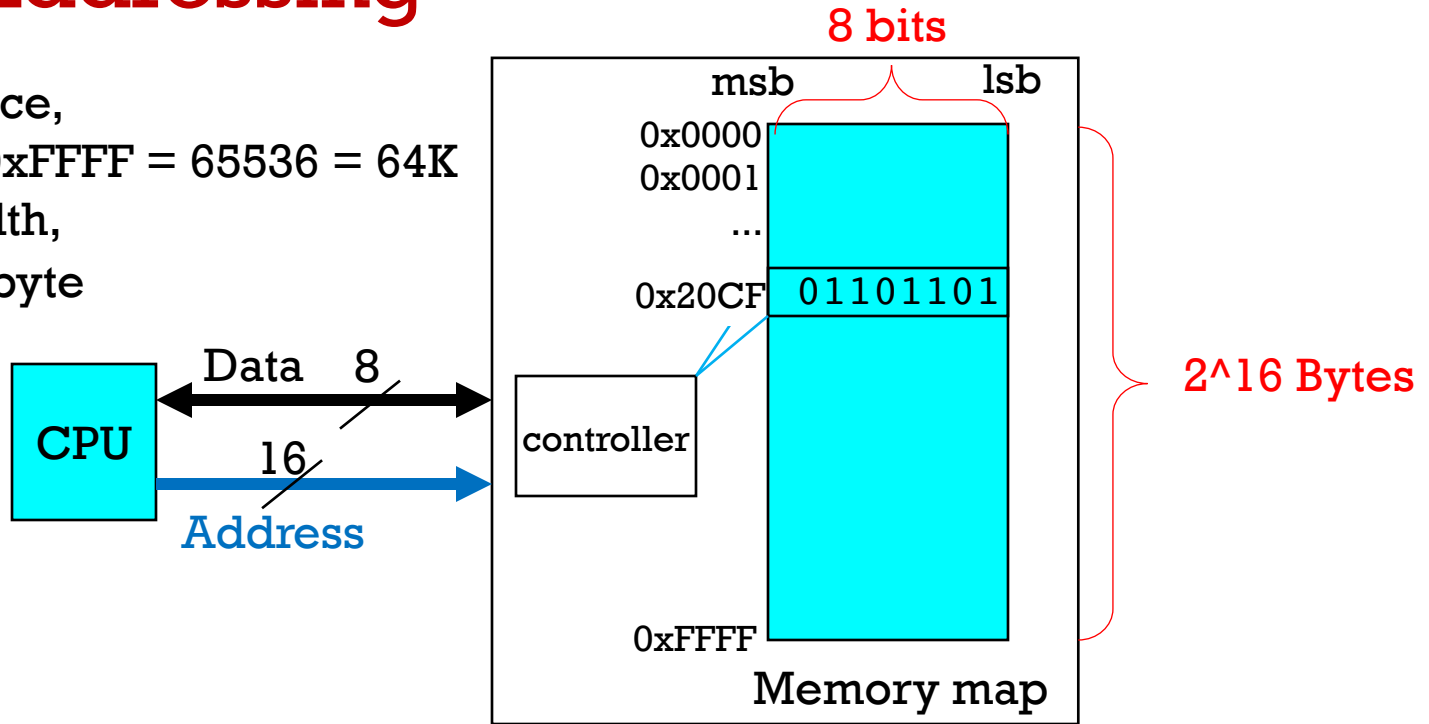 Addressing
8 bits
msb lsb
ce,
xFFFF = 65536 = 64K
0x0000
0x0001
lth,
...
byte
0x20CF 01101101
Data 8
2^16 Bytes
CPU
controller
16
Address
0xFFFF
Memory map